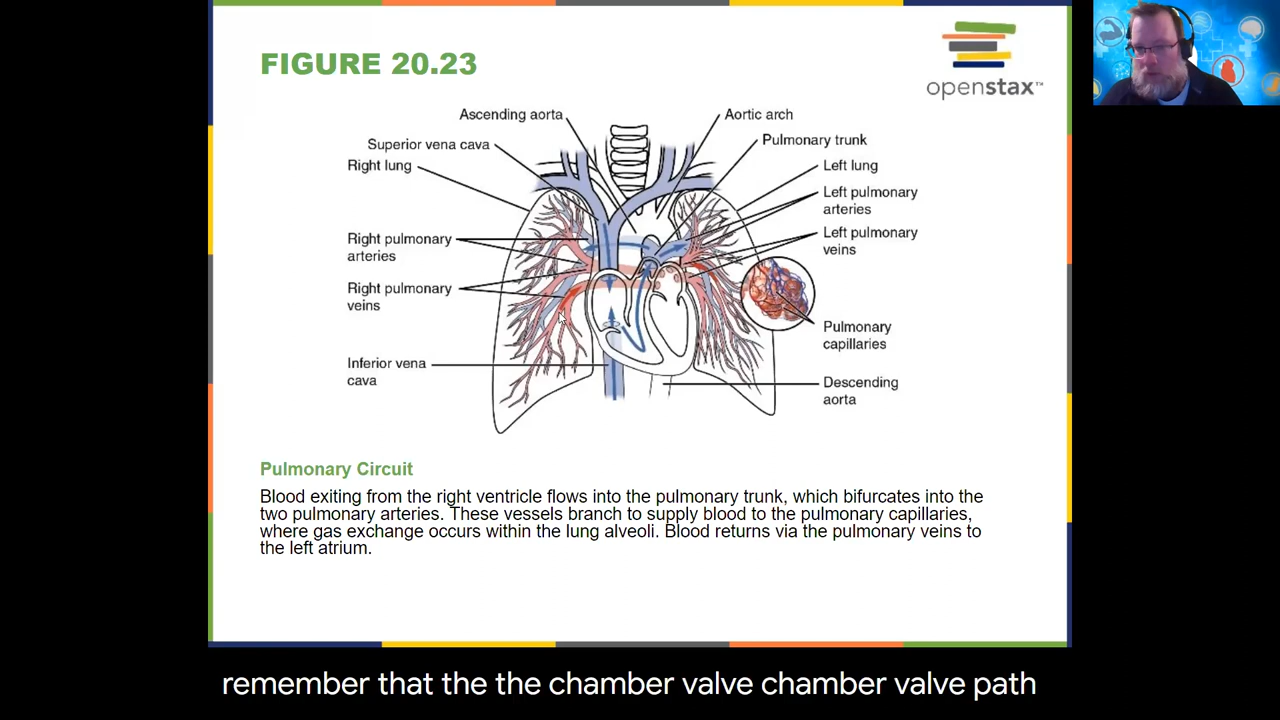 FIGURE 20.23
openstax™
Ascending aorta
Aortic arch
Superior vena cava
Pulmonary trunk
Right lung
Left lung
Left pulmonary
arteries
Right pulmonary
arteries
Left pulmonary
veins
Right pulmonary
veins
Pulmonary
capillaries
Inferior vena
cava
Descending
aorta
Pulmonary Circuit
Blood exiting from the right ventricle flows into the pulmonary trunk, which bifurcates into the
two pulmonary arteries. These vessels branch to supply blood to the pulmonary capillaries,
where gas exchange occurs within the lung alveoli. Blood returns via the pulmonary veins to
the left atrium.
remember that the the chamber valve chamber valve path